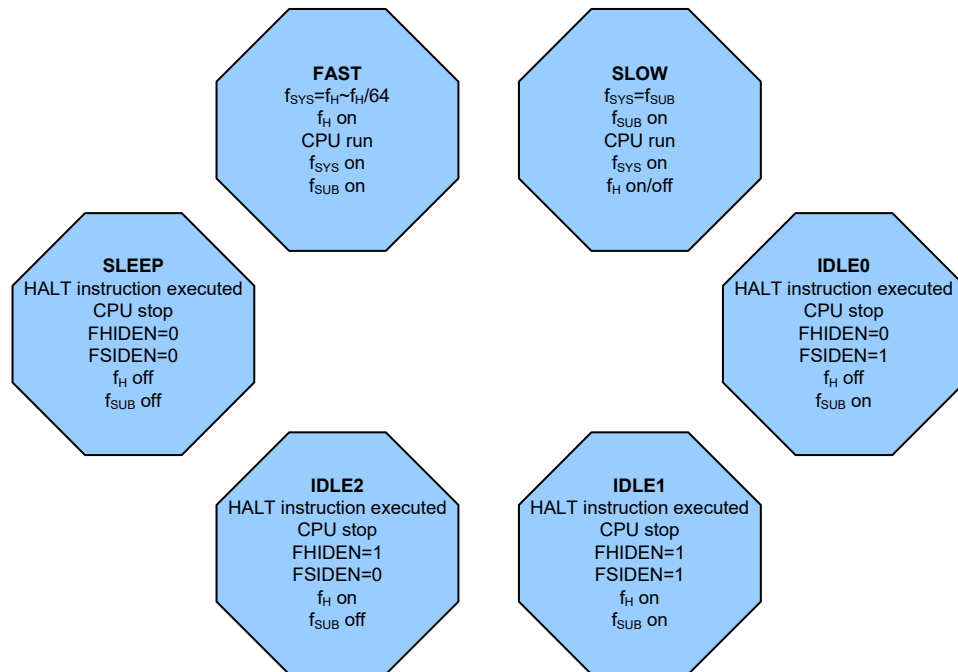 FAST
fSYS=fH~fH/64
fH on
CPU run
fSYS on
fSUB on
SLOW
fSYS=fSUB
fSUB on
CPU run
fSYS on
fH on/off
SLEEP
HALT instruction executed
CPU stop
FHIDEN=0
FSIDEN=0
fH off
fSUB off
IDLE0
HALT instruction executed
CPU stop
FHIDEN=0
FSIDEN=1
fH off
fSUB on
IDLE2
HALT instruction executed
CPU stop
FHIDEN=1
FSIDEN=0
fH on
fSUB off
IDLE1
HALT instruction executed
CPU stop
FHIDEN=1
FSIDEN=1
fH on
fSUB on